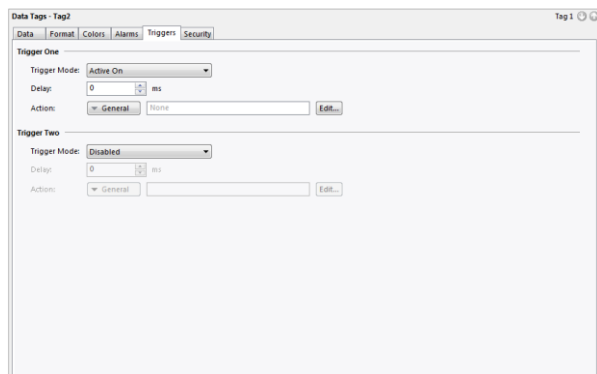 Data Tags - Tag2 Tag 1
Data Format Colors Alarms Triggers Security
Trigger One
Trigger Mode: Active On
Delay: 0 ms
Action: General None Edit...
Trigger Two
Trigger Mode: Disabled
Delay: 0 ms
Action: General Edit...